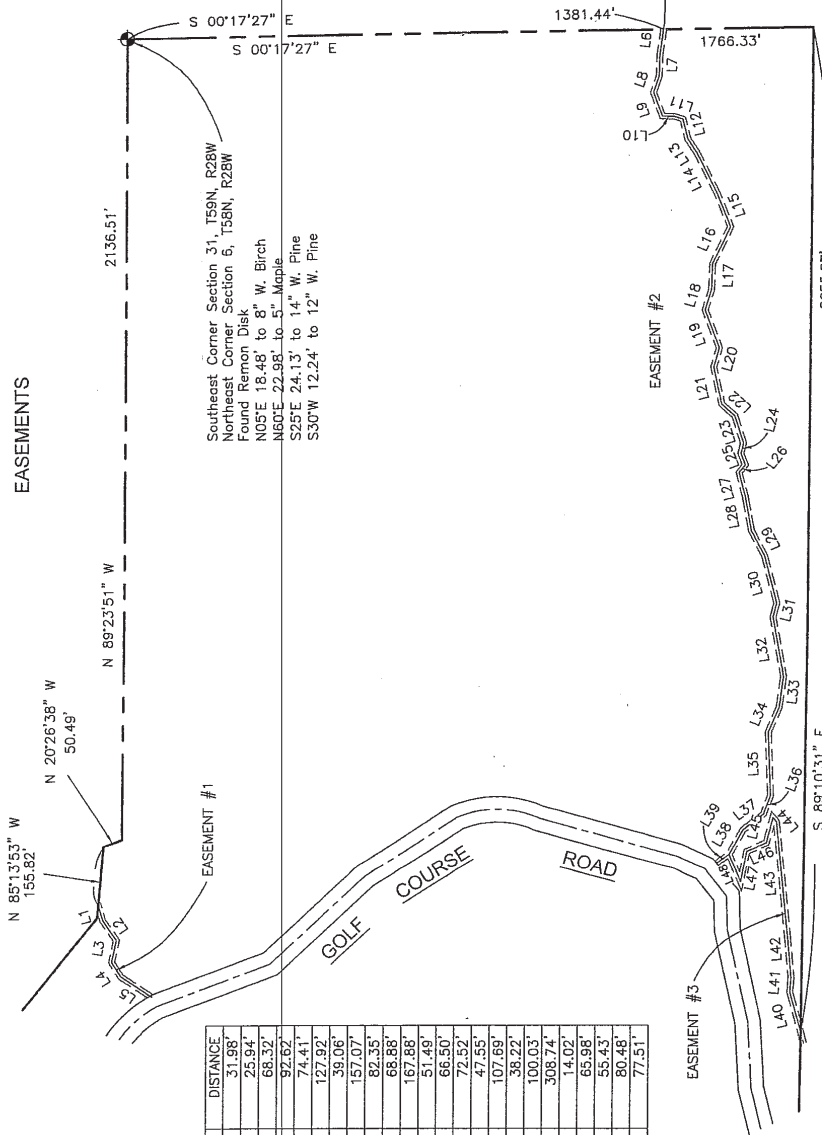 EASEMENTS
N 85°13'53" W
155.82'
N 20°26'38" W
50.49'
N 89°23'51" W
2136.51'
S 00°17'27" E
S 00°17'27" E
1381.44'
1766.33'
Southeast Corner Section 31, T59N, R28W
Northeast Corner Section 6, T58N, R28W
Found Remon Disk
N05°E 18.48' to 8" W. Birch
N60°E 22.98' to 5" Maple
S25°E 24.13' to 14" W. Pine
S30°W 12.24' to 12" W. Pine
EASEMENT #1
L1
L2
L3
L4
L5
GOLF
COURSE
ROAD
EASEMENT #2
L6
L7
L8
L9
L10
L11
L12
L13
L14
L15
L16
L17
L18
L19
L20
L21
L22
L23
L24
L25
L26
L27
L28
L29
L30
L31
L32
L33
L34
L35
L36
L37
L38
L39
EASEMENT #3
L40
L41
L42
L43
L44
L45
L46
L47
L48
S 89°10'31" E
DISTANCE
31.98'
25.94'
68.32'
92.62'
74.41'
127.92'
39.06'
157.07'
82.35'
68.88'
167.88'
51.49'
66.50'
72.52'
47.55'
107.69'
38.22'
100.03'
308.74'
14.02'
65.98'
55.43'
80.48'
77.51'